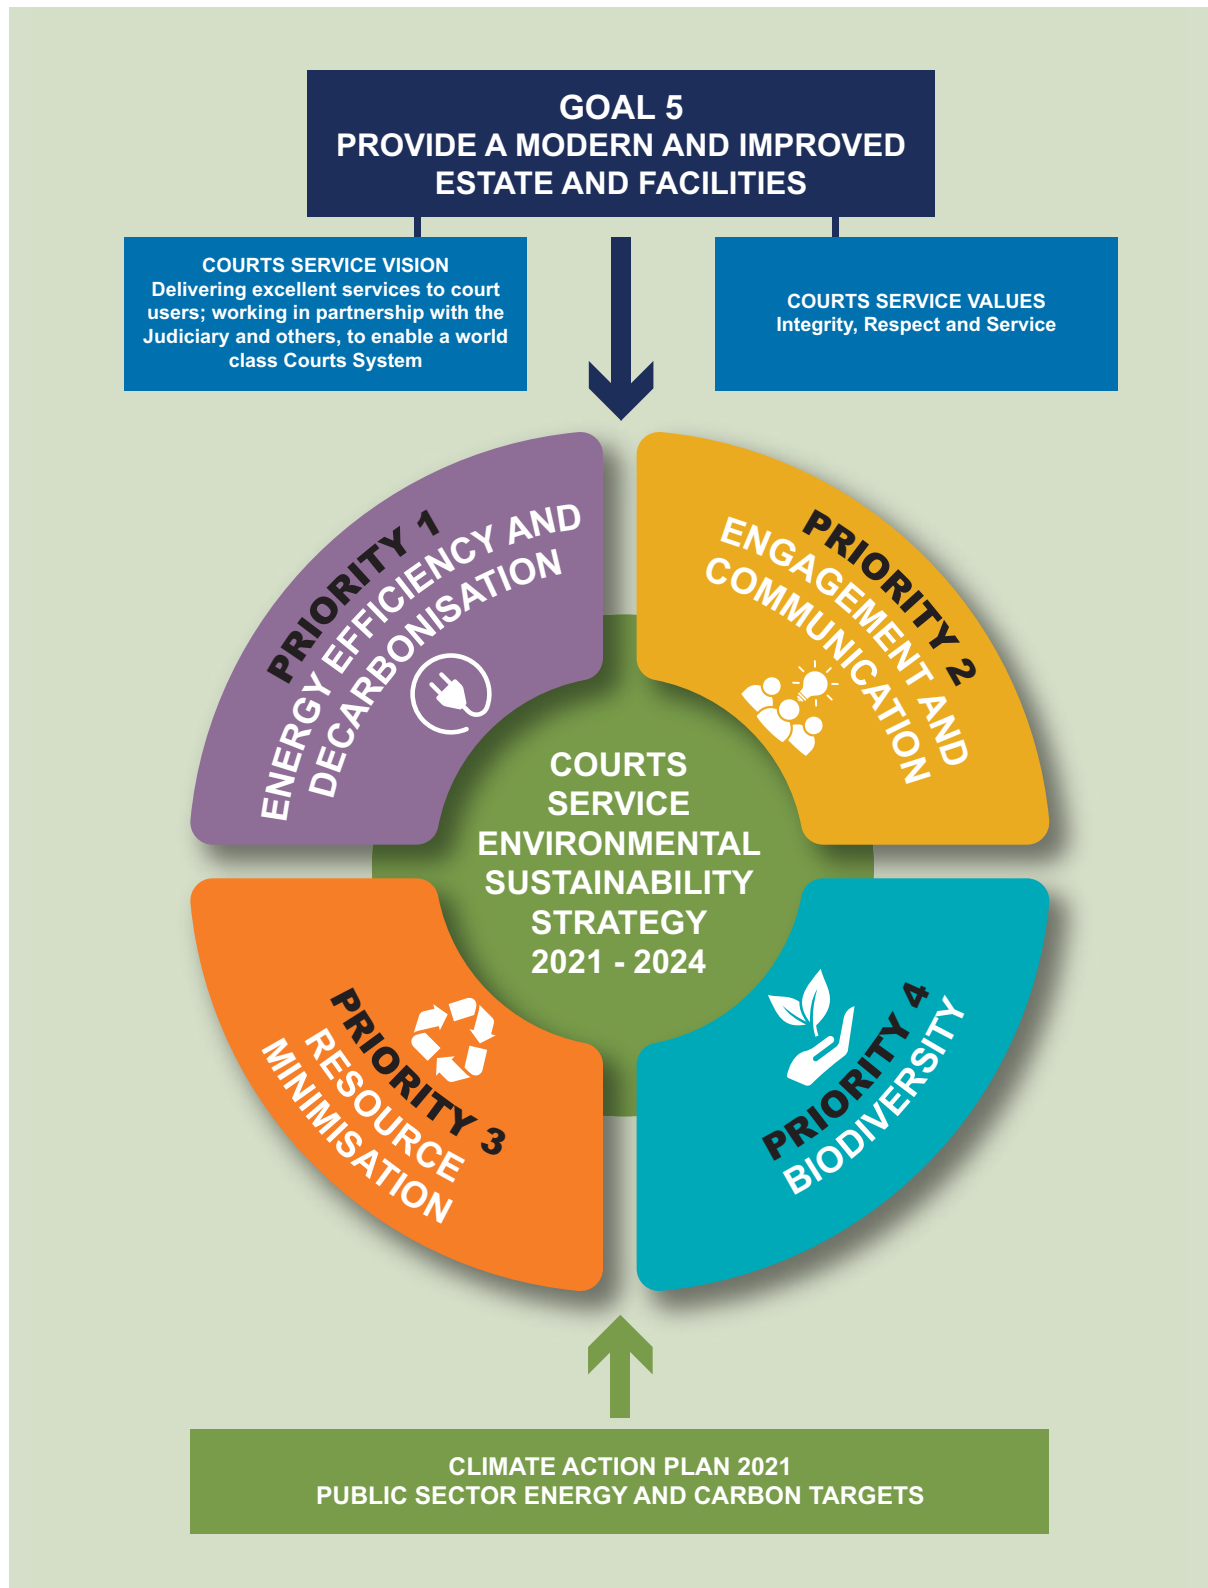 GOAL 5
PROVIDE A MODERN AND IMPROVED
ESTATE AND FACILITIES
COURTS SERVICE VISION
Delivering excellent services to court
users; working in partnership with the
Judiciary and others, to enable a world
class Courts System
COURTS SERVICE VALUES
Integrity, Respect and Service
PRIORITY 1
ENERGY EFFICIENCY AND
DECARBONISATION
PRIORITY 2
ENGAGEMENT AND
COMMUNICATION
COURTS
SERVICE
ENVIRONMENTAL
SUSTAINABILITY
STRATEGY
2021 - 2024
PRIORITY 3
RESOURCE
MINIMISATION
PRIORITY 4
BIODIVERSITY
CLIMATE ACTION PLAN 2021
PUBLIC SECTOR ENERGY AND CARBON TARGETS